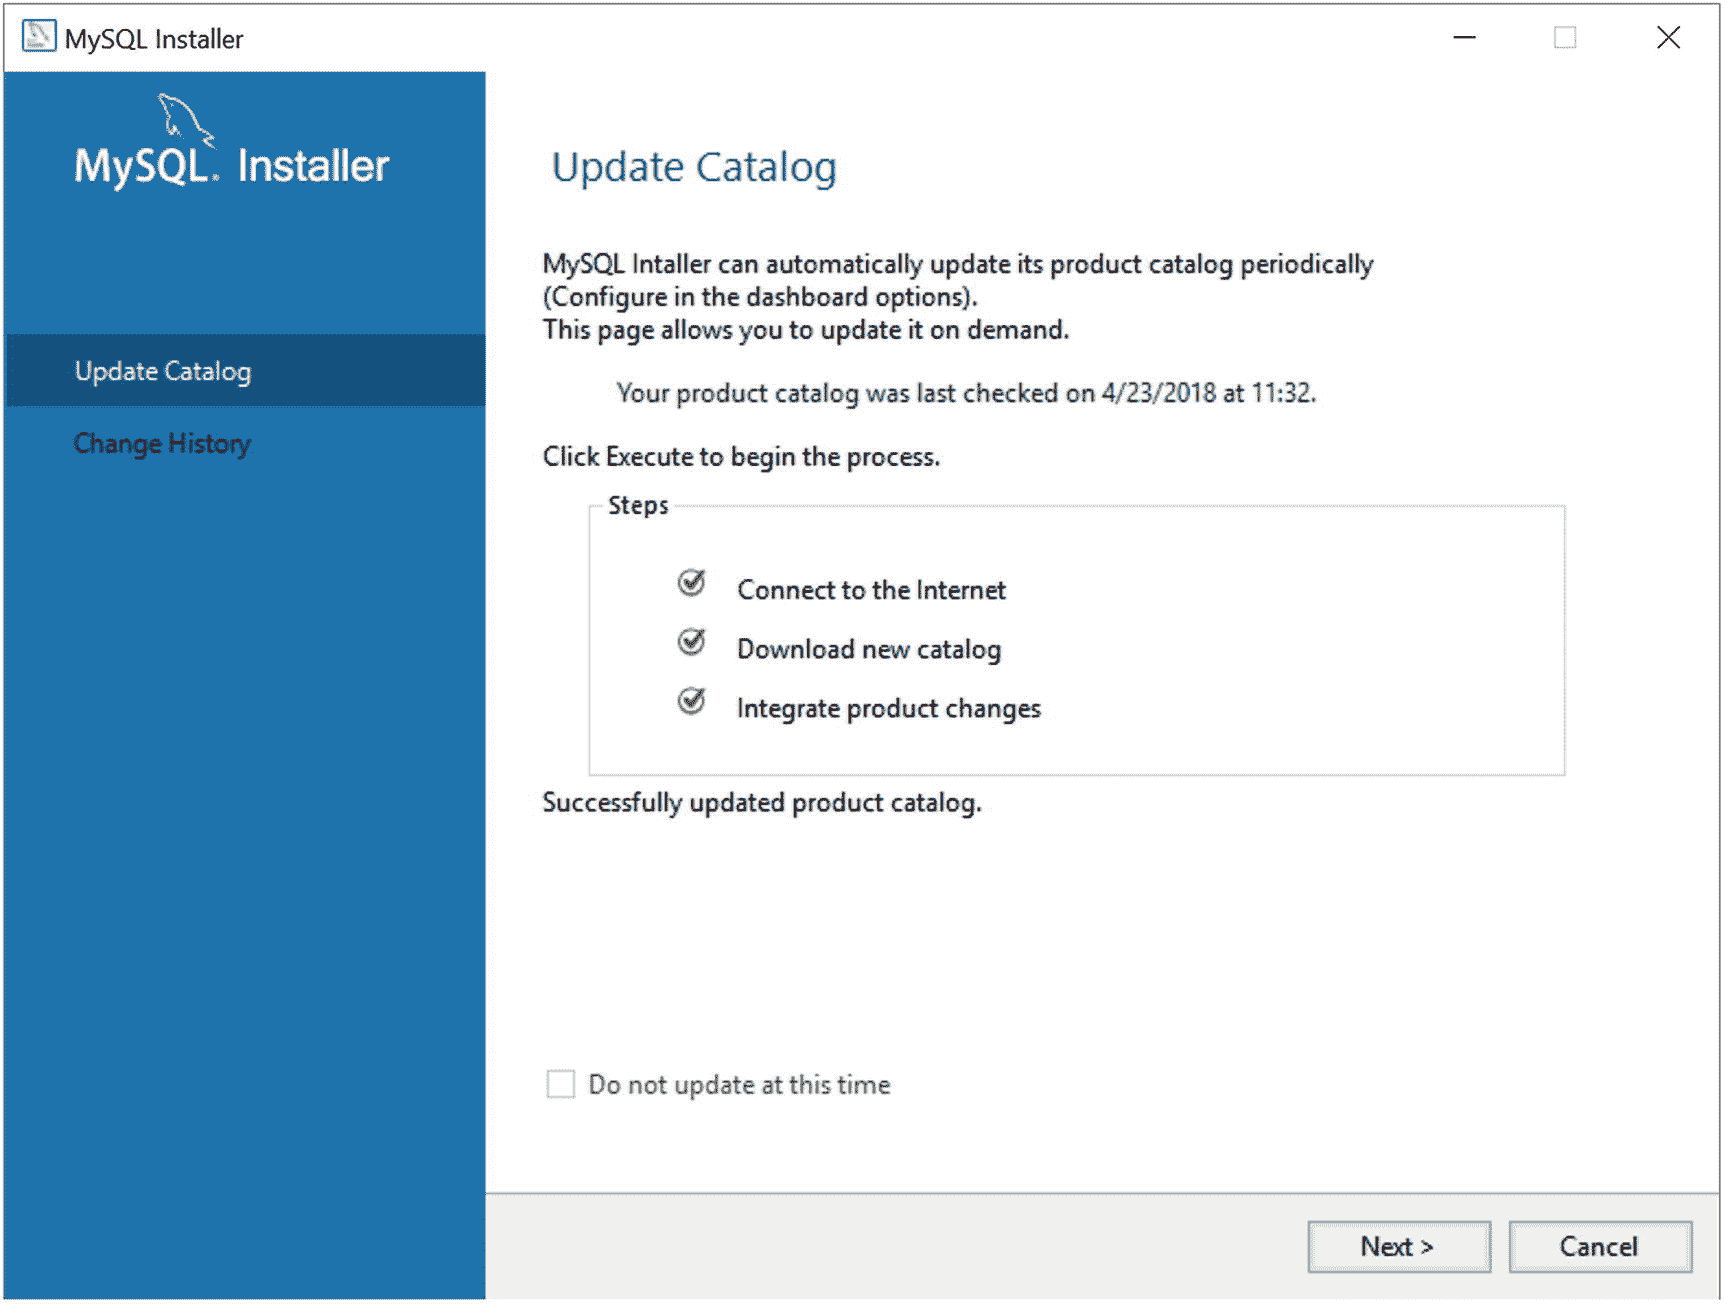 MySQL Installer
MySQL. Installer
Update Catalog
Change History
Update Catalog
MySQL Intaller can automatically update its product catalog periodically
(Configure in the dashboard options).
This page allows you to update it on demand.
Your product catalog was last checked on 4/23/2018 at 11:32.
Click Execute to begin the process.
Steps
Connect to the Internet
Download new catalog
Integrate product changes
Successfully updated product catalog.
Do not update at this time
Next >
Cancel